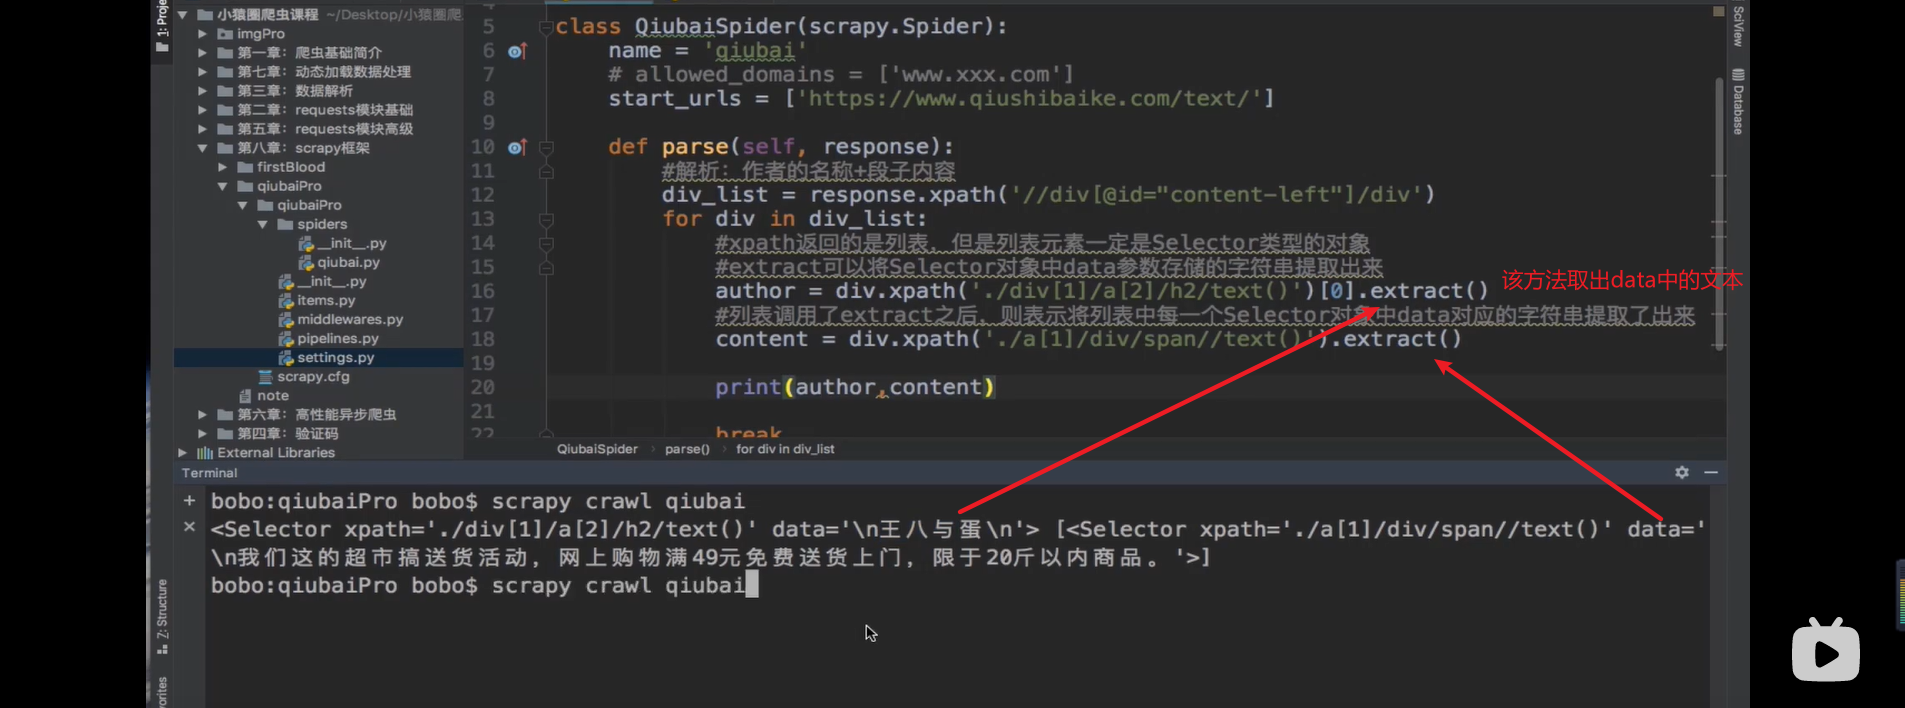 1: Proje
小猿圈爬虫课程 ~/Desktop/小猿圈爬
imgPro
第一章：爬虫基础简介
第七章：动态加载数据处理
第三章：数据解析
第二章：requests模块基础
第五章：requests模块高级
第八章：scrapy框架
firstBlood
qiubaiPro
qiubaiPro
spiders
__init__.py
qiubai.py
__init__.py
items.py
middlewares.py
pipelines.py
settings.py
scrapy.cfg
note
第六章：高性能异步爬虫
第四章：验证码
External Libraries
5 class QiubaiSpider(scrapy.Spider):
6 name = 'qiubai'
7 # allowed_domains = ['www.xxx.com']
8 start_urls = ['https://www.qiushibaike.com/text/']
9
10 def parse(self, response):
11 #解析：作者的名称+段子内容
12 div_list = response.xpath('//div[@id="content-left"]/div')
13 for div in div_list:
14 #xpath返回的是列表，但是列表元素一定是Selector类型的对象
15 #extract可以将Selector对象中data参数存储的字符串提取出来
16 author = div.xpath('./div[1]/a[2]/h2/text()')[0].extract()
该方法取出data中的文本
17 #列表调用了extract之后，则表示将列表中每一个Selector对象中data对应的字符串提取了出来
18 content = div.xpath('./a[1]/div/span//text()').extract()
19
20 print(author,content)
21
22 break
QiubaiSpider > parse() > for div in div_list
SciView
Database
Terminal
bobo:qiubaiPro bobo$ scrapy crawl qiubai
<Selector xpath='./div[1]/a[2]/h2/text()' data='\n王八与蛋\n'> [<Selector xpath='./a[1]/div/span//text()' data='
\n我们这的超市搞送货活动，网上购物满49元免费送货上门，限于20斤以内商品。'>]
bobo:qiubaiPro bobo$ scrapy crawl qiubai
7: Structure
vorites